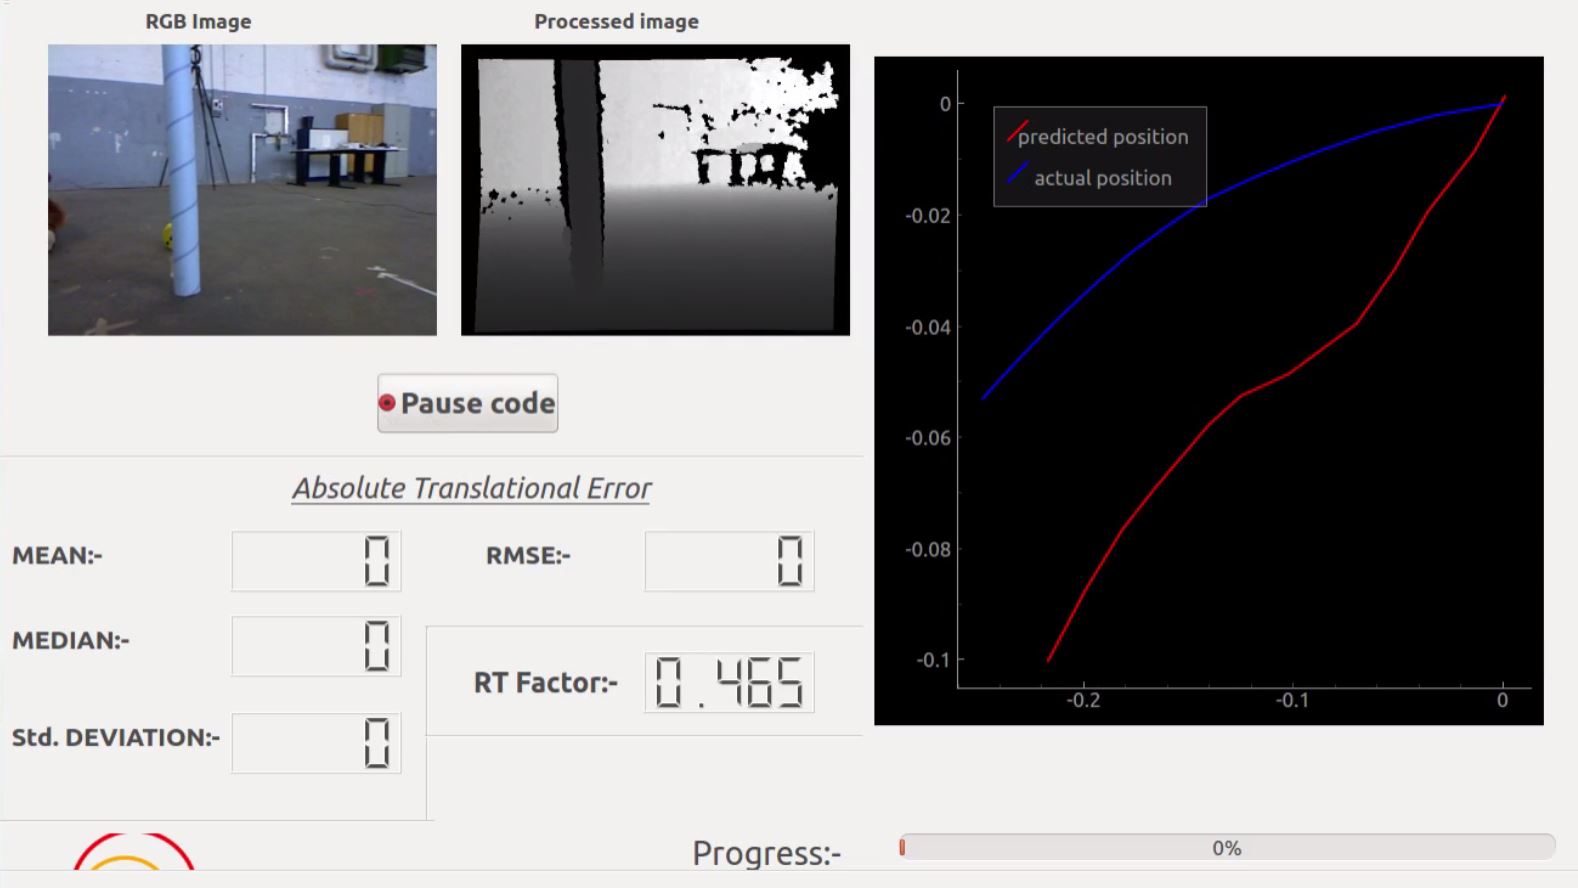 RGB Image
Processed image
Pause code
Absolute Translational Error
MEAN:-
0
RMSE:-
0
MEDIAN:-
0
RT Factor:-
0.465
Std. DEVIATION:-
0
predicted position
actual position
0
-0.02
-0.04
-0.06
-0.08
-0.1
-0.2
-0.1
0
Progress:-
0%